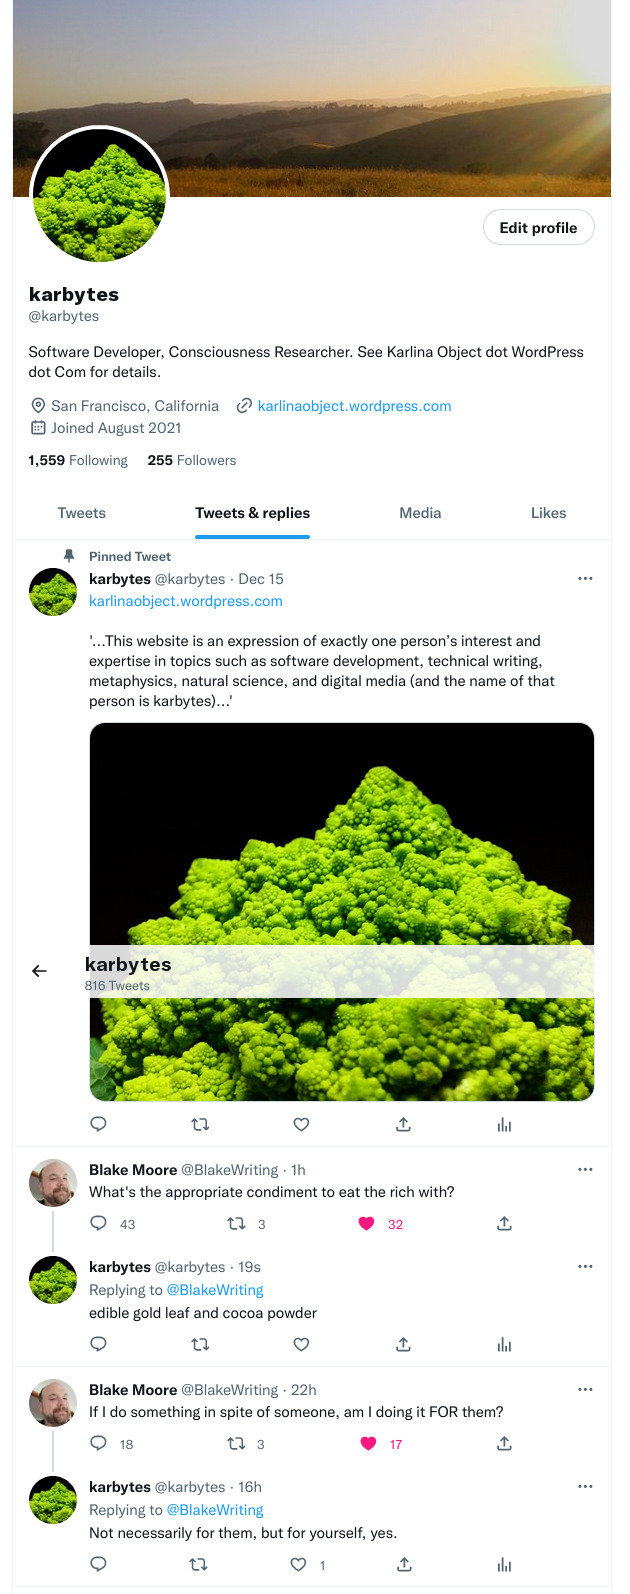 Edit profile
karbytes
@karbytes
Software Developer, Consciousness Researcher. See Karlina Object dot WordPress
dot Com for details.
San Francisco, California karlinaobject.wordpress.com
Joined August 2021
1,559 Following 255 Followers
Tweets Tweets & replies Media Likes
Pinned Tweet
karbytes @karbytes · Dec 15
karlinaobject.wordpress.com
'...This website is an expression of exactly one person's interest and
expertise in topics such as software development, technical writing,
metaphysics, natural science, and digital media (and the name of that
person is karbytes)...'
karbytes
816 Tweets
Blake Moore @BlakeWriting · 1h
What's the appropriate condiment to eat the rich with?
43 3 32
karbytes @karbytes · 19s
Replying to @BlakeWriting
edible gold leaf and cocoa powder
Blake Moore @BlakeWriting · 22h
If I do something in spite of someone, am I doing it FOR them?
18 3 17
karbytes @karbytes · 16h
Replying to @BlakeWriting
Not necessarily for them, but for yourself, yes.
1